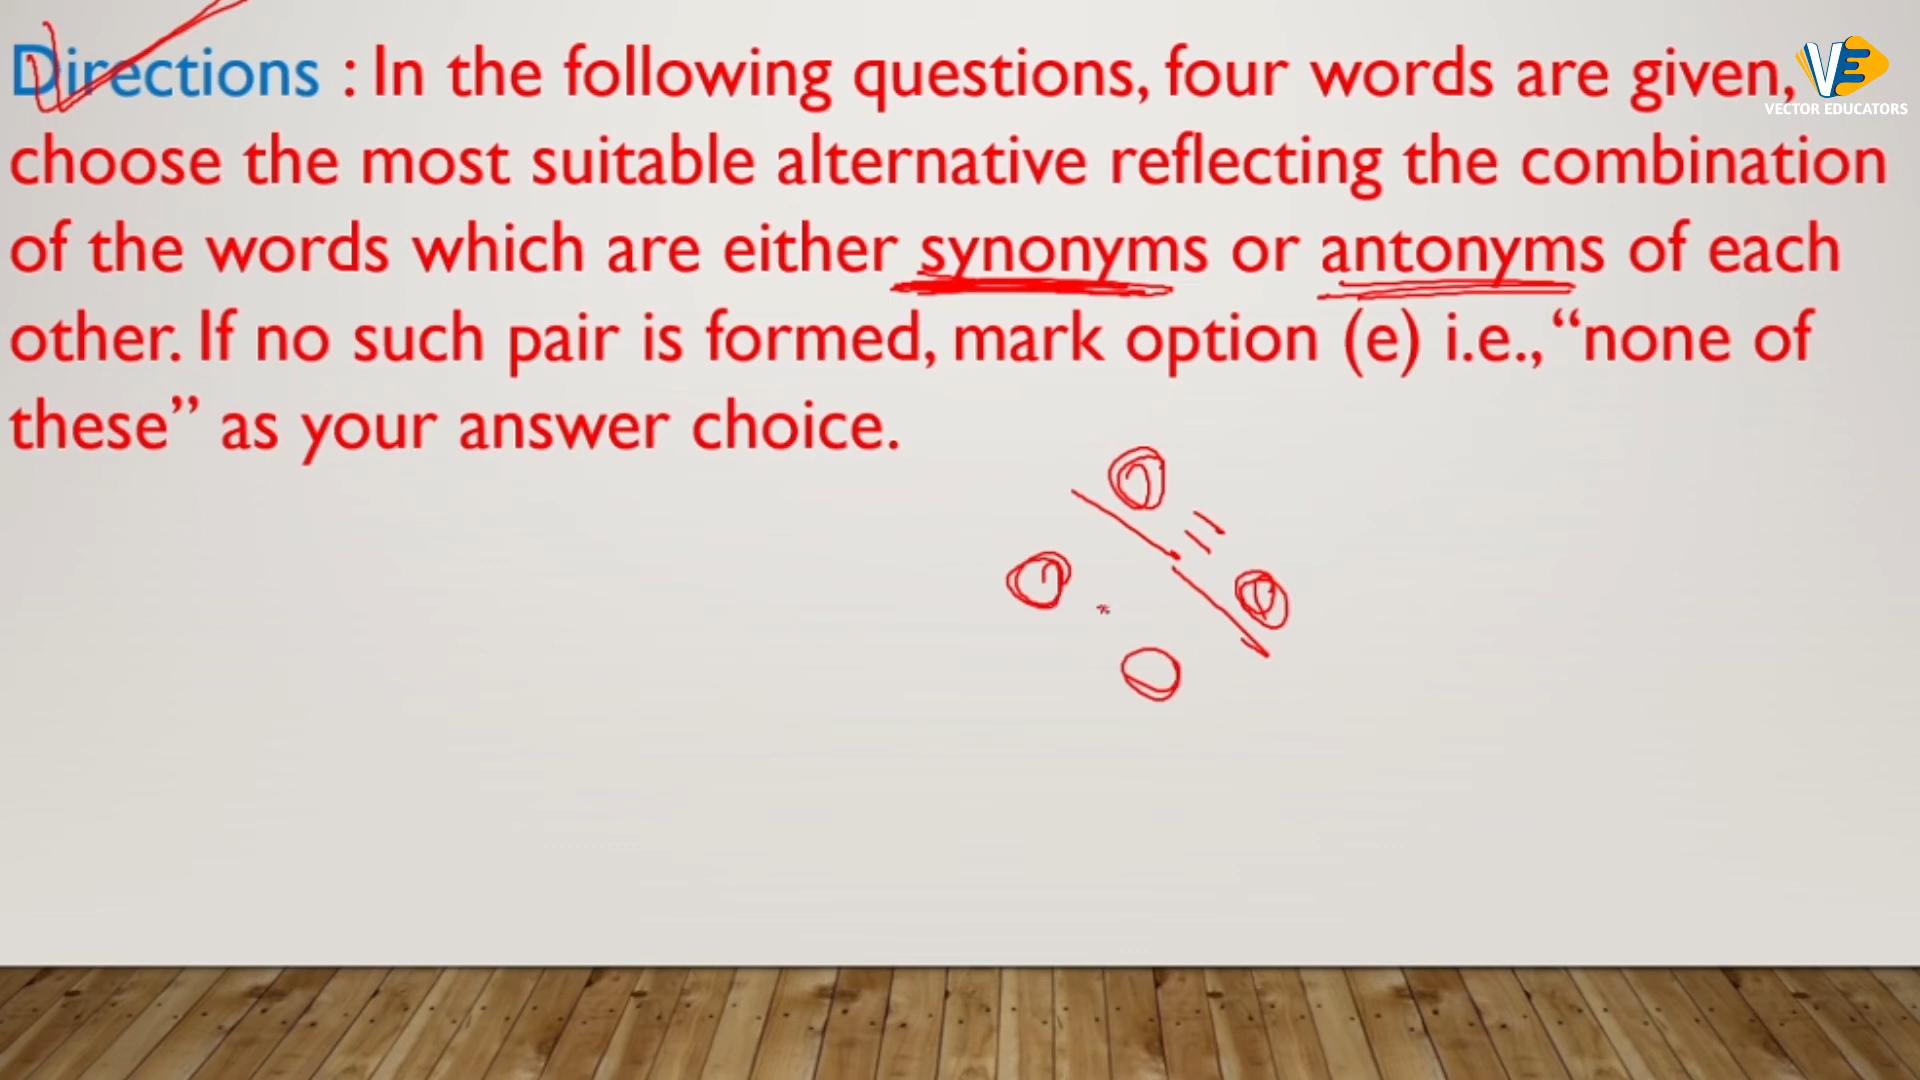 Directions : In the following questions, four words are given,
VECTOR EDUCATORS
choose the most suitable alternative reflecting the combination
of the words which are either synonyms or antonyms of each
other. If no such pair is formed, mark option (e) i.e., “none of
these” as your answer choice.